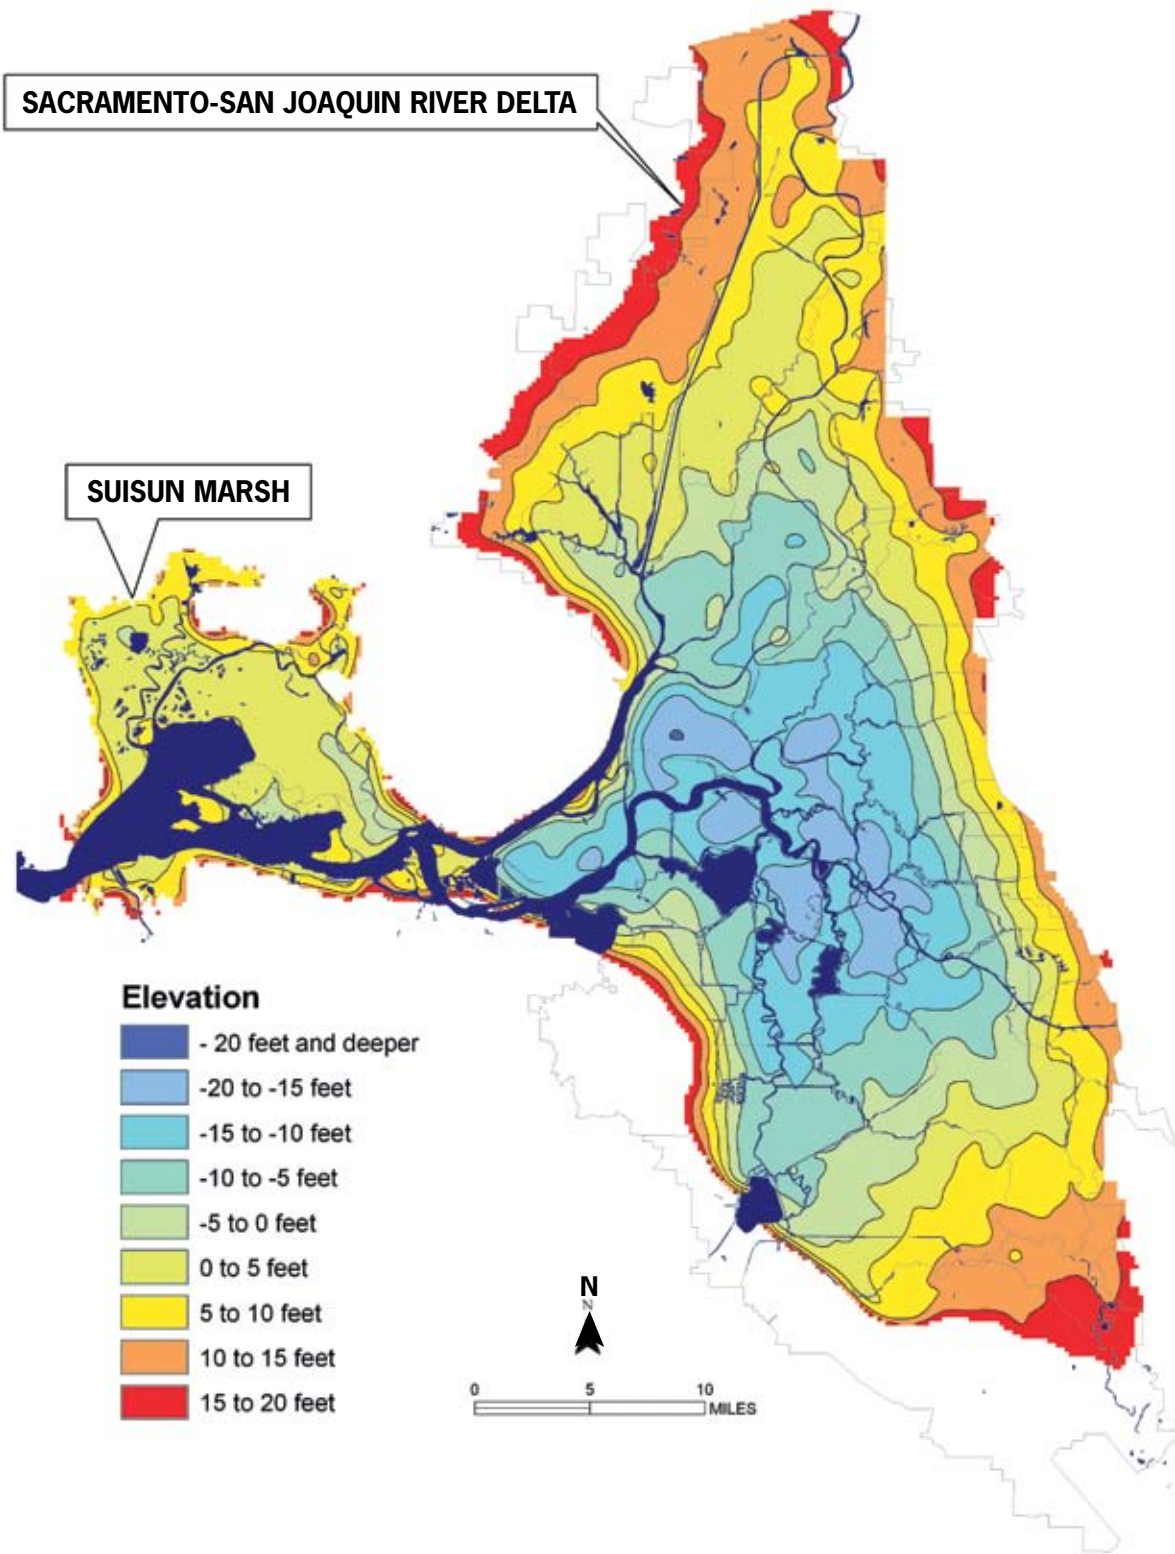 SACRAMENTO-SAN JOAQUIN RIVER DELTA
SUISUN MARSH
Elevation
- 20 feet and deeper
-20 to -15 feet
-15 to -10 feet
-10 to -5 feet
-5 to 0 feet
0 to 5 feet
5 to 10 feet
10 to 15 feet
15 to 20 feet
N
N
0 5 10
MILES